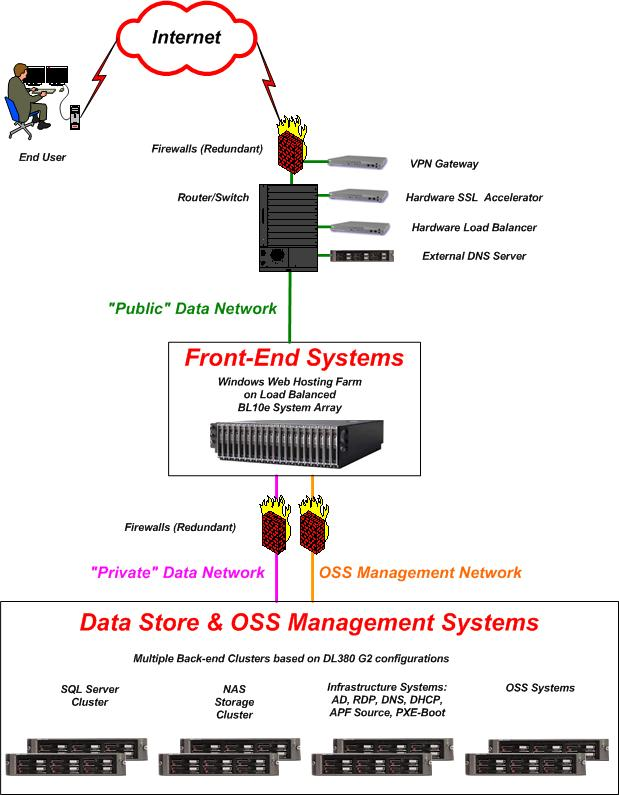 Internet
End User
Firewalls (Redundant)
VPN Gateway
Router/Switch
Hardware SSL Accelerator
Hardware Load Balancer
External DNS Server
"Public" Data Network
Front-End Systems
Windows Web Hosting Farm
on Load Balanced
BL10e System Array
Firewalls (Redundant)
"Private" Data Network
OSS Management Network
Data Store & OSS Management Systems
Multiple Back-end Clusters based on DL380 G2 configurations
SQL Server
Cluster
NAS
Storage
Cluster
Infrastructure Systems:
AD, RDP, DNS, DHCP,
APF Source, PXE-Boot
OSS Systems